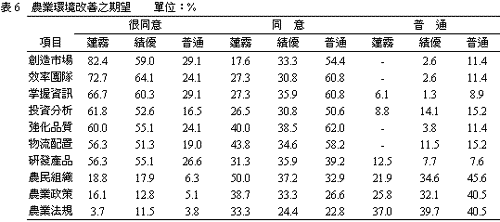 表 6 農業環境改善之期望 單位：%
很同意 同 意 普 通
項目 蓮霧 績優 普通 蓮霧 績優 普通 蓮霧 績優 普通
創造市場 82.4 59.0 29.1 17.6 33.3 54.4 - 2.6 11.4
效率團隊 72.7 64.1 24.1 27.3 30.8 60.8 - 2.6 11.4
掌握資訊 66.7 60.3 29.1 27.3 35.9 60.8 6.1 1.3 8.9
投資分析 61.8 52.6 16.5 26.5 30.8 50.6 8.8 14.1 15.2
強化品質 60.0 55.1 24.1 40.0 38.5 62.0 - 3.8 11.4
物流配置 56.3 51.3 19.0 43.8 34.6 58.2 - 11.5 15.2
研發產品 56.3 55.1 26.6 31.3 35.9 39.2 12.5 7.7 7.6
農民組織 18.8 17.9 6.3 50.0 37.2 32.9 21.9 34.6 45.6
農業政策 16.1 12.8 5.1 38.7 33.3 26.6 25.8 32.1 40.5
農業法規 3.7 11.5 3.8 33.3 24.4 22.8 37.0 39.7 40.5